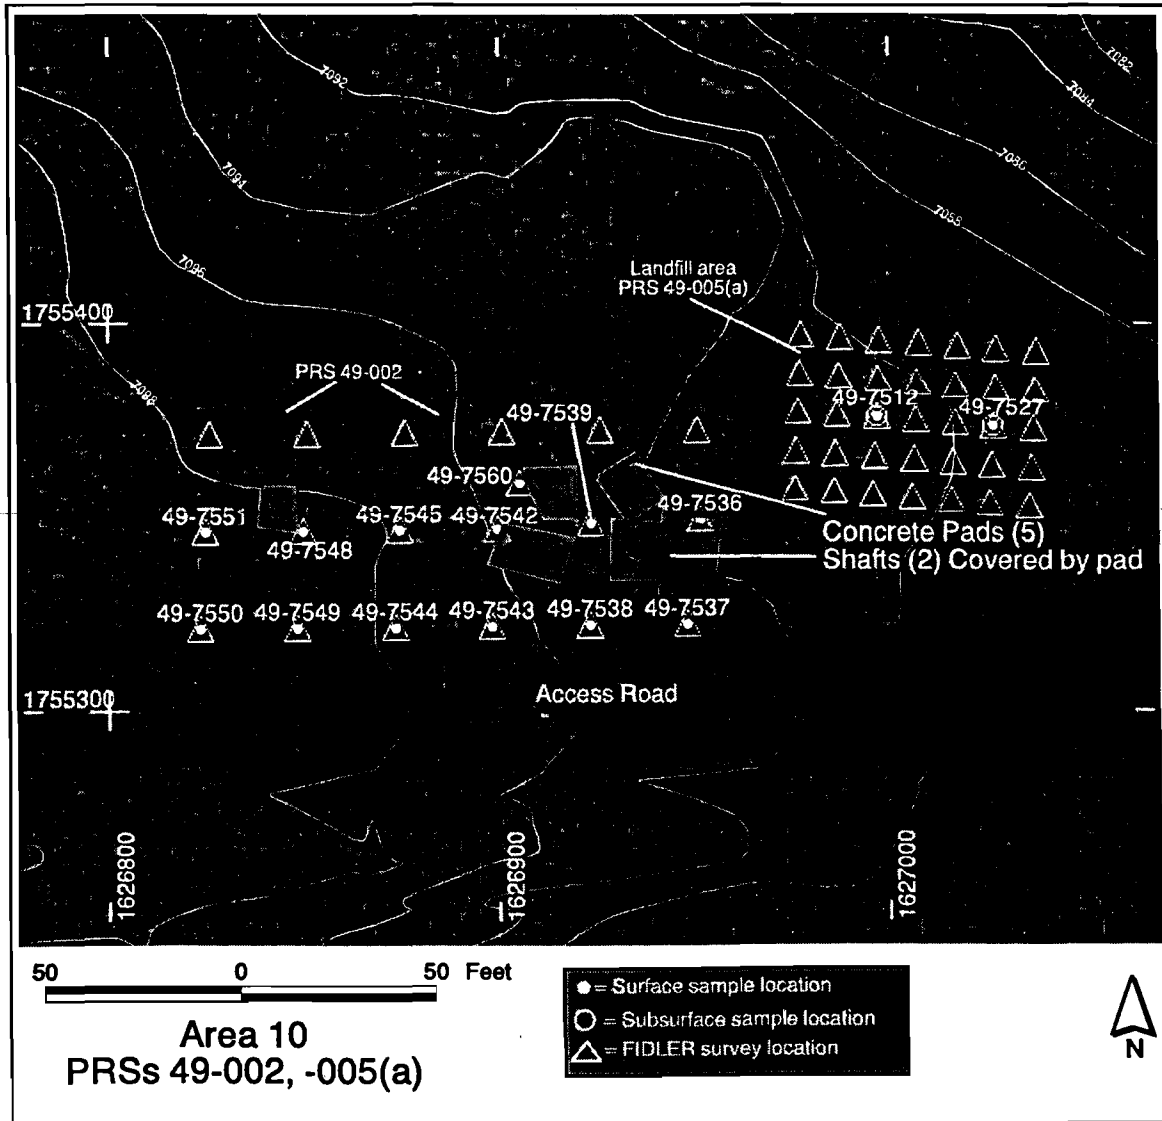 7082
7092
7084
7086
7094
7088
7096
Landfill area
PRS 49-005(a)
1755400
PRS 49-002
7098
49-7539
49-7512
49-7527
49-7560
49-7536
49-7551
49-7545
49-7542
49-7548
Concrete Pads (5)
Shafts (2) Covered by pad
49-7550
49-7549
49-7544
49-7543
49-7538
49-7537
1755300
Access Road
1626800
1626900
1627000
50 0 50 Feet
Area 10
PRSs 49-002, -005(a)
= Surface sample location
= Subsurface sample location
= FIDLER survey location
N